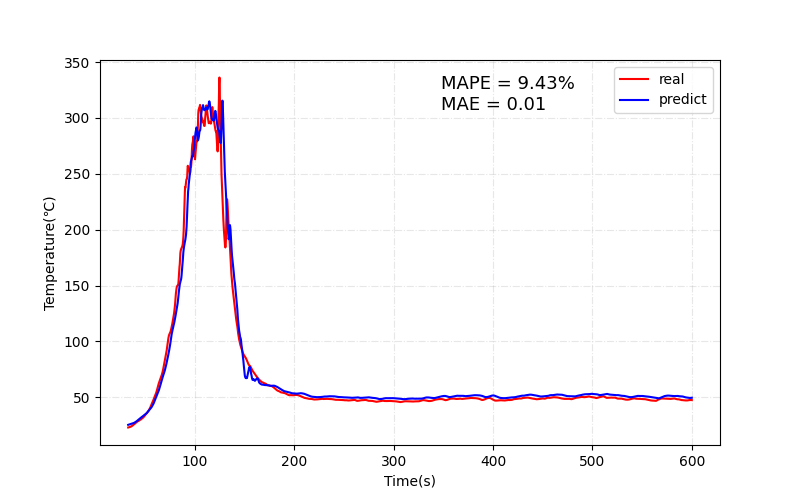 MAPE = 9.43%
MAE = 0.01
real
predict
350
300
250
200
150
100
50
Temperature(℃)
100 200 300 400 500 600
Time(s)